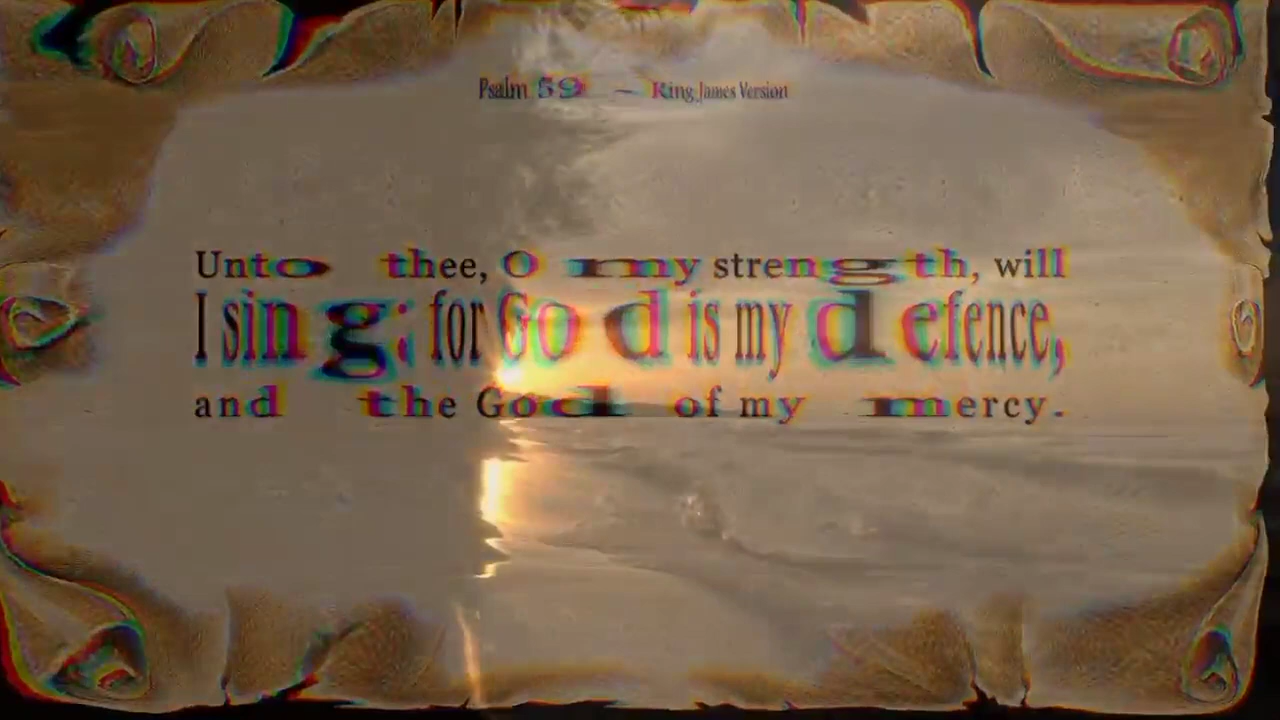 Psalm 59 – King James Version
Unto thee, O my strength, will
I sing: for God is my defence,
and the God of my mercy.